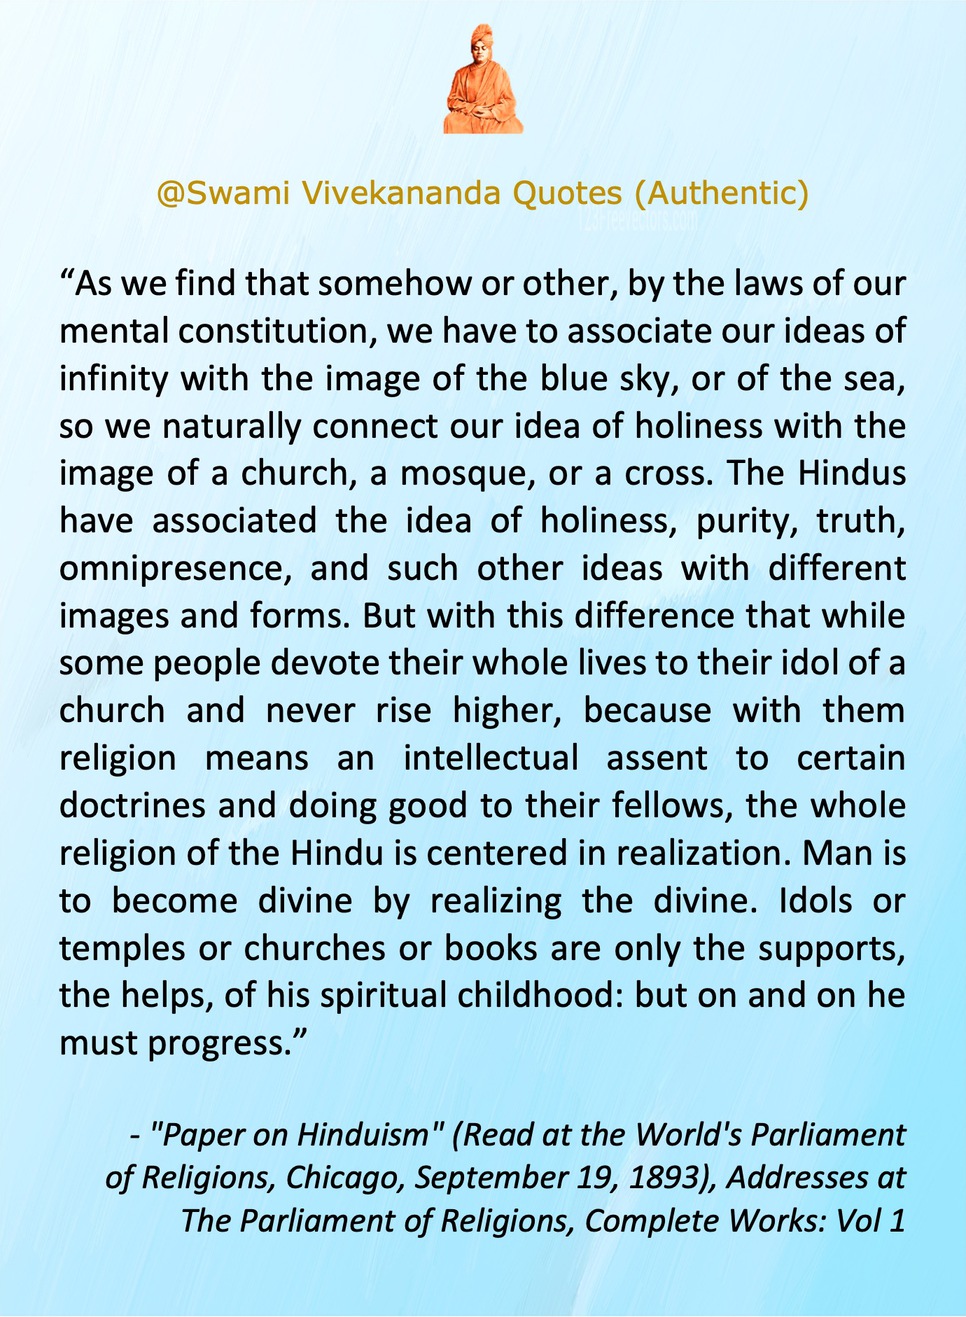 @Swami Vivekananda Quotes (Authentic)
“As we find that somehow or other, by the laws of our
mental constitution, we have to associate our ideas of
infinity with the image of the blue sky, or of the sea,
so we naturally connect our idea of holiness with the
image of a church, a mosque, or a cross. The Hindus
have associated the idea of holiness, purity, truth,
omnipresence, and such other ideas with different
images and forms. But with this difference that while
some people devote their whole lives to their idol of a
church and never rise higher, because with them
religion means an intellectual assent to certain
doctrines and doing good to their fellows, the whole
religion of the Hindu is centered in realization. Man is
to become divine by realizing the divine. Idols or
temples or churches or books are only the supports,
the helps, of his spiritual childhood: but on and on he
must progress.”
- "Paper on Hinduism" (Read at the World's Parliament
of Religions, Chicago, September 19, 1893), Addresses at
The Parliament of Religions, Complete Works: Vol 1